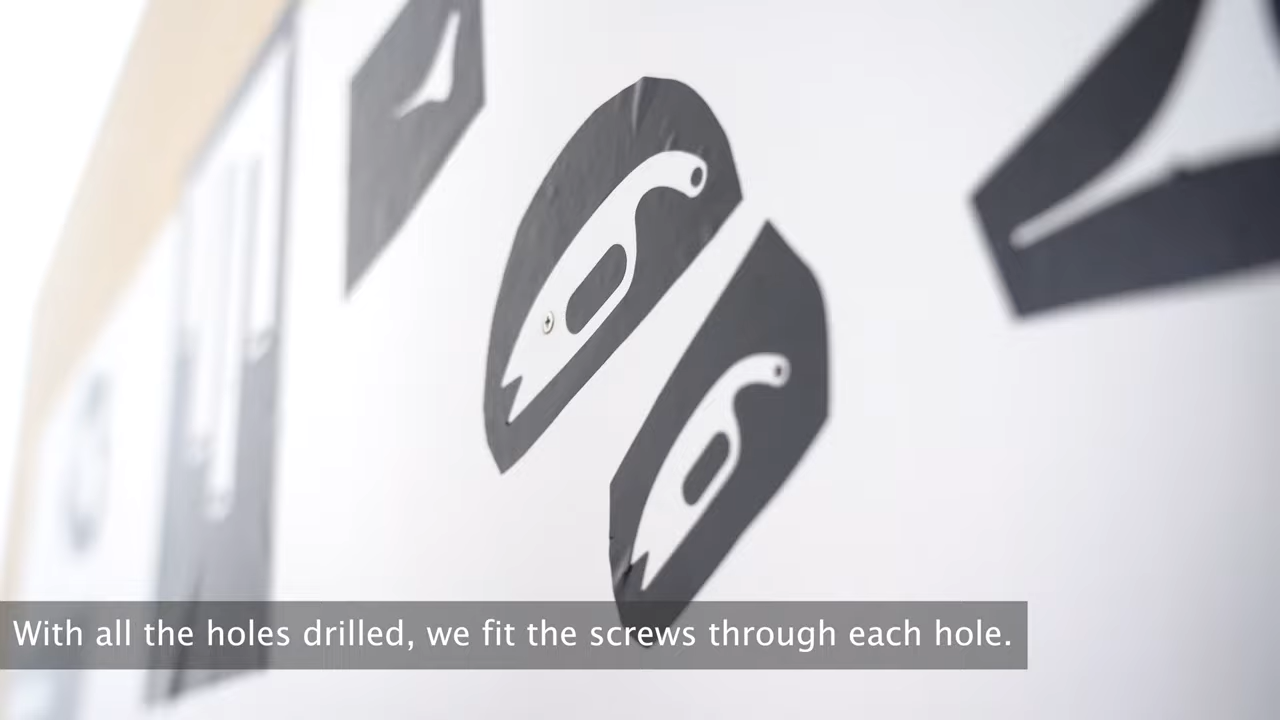 With all the holes drilled, we fit the screws through each hole.